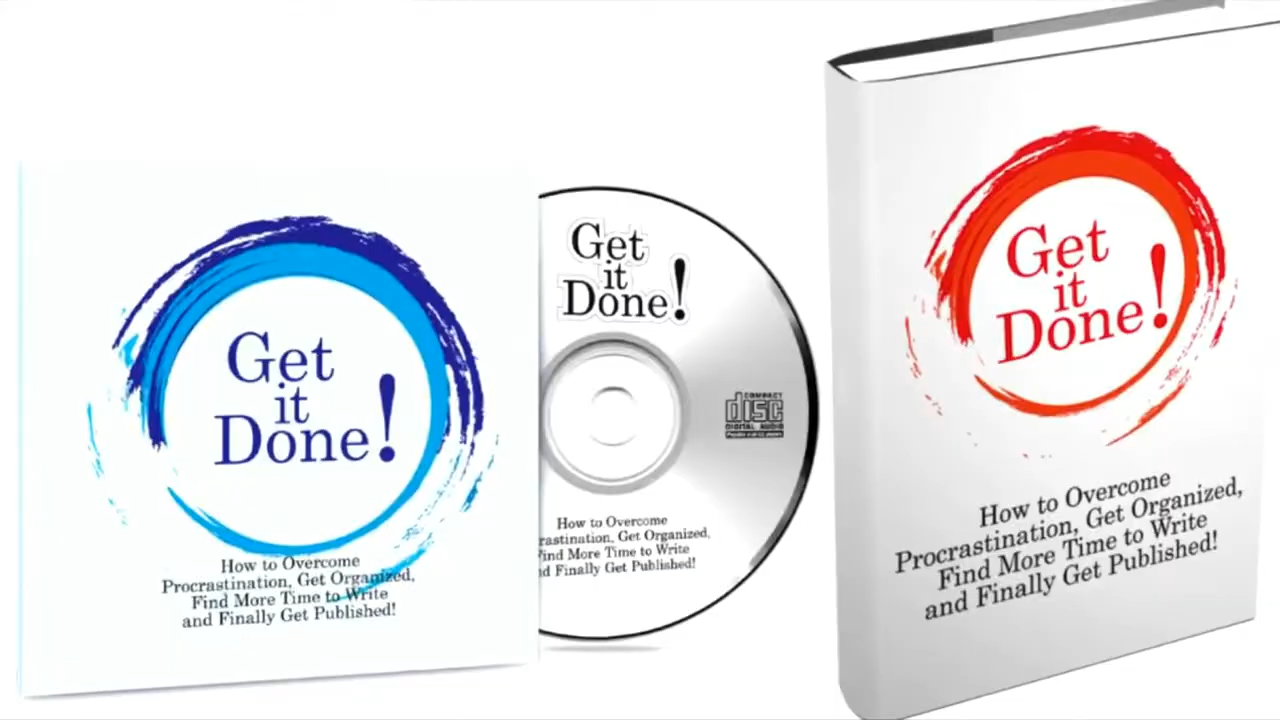 Get
it
Done!
How to Overcome
Procrastination, Get Organized,
Find More Time to Write
and Finally Get Published!
Get
it
Done!
COMPACT
disc
DIGITAL AUDIO
How to Overcome
rastination, Get Organized,
Find More Time to Write
d Finally Get Published!
Get
it
Done!
How to Overcome
Procrastination, Get Organized,
Find More Time to Write
and Finally Get Published!